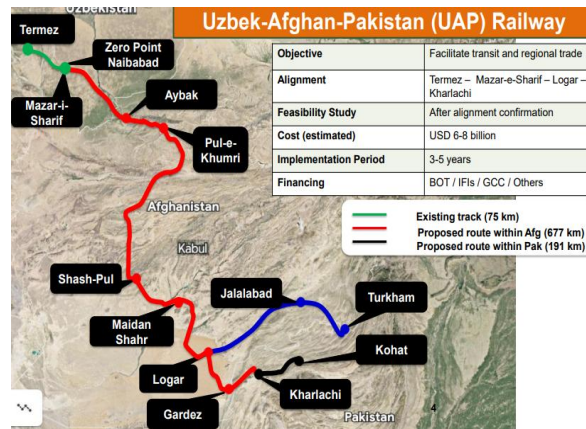 Uzbekistan
Uzbek-Afghan-Pakistan (UAP) Railway
Termez
Zero Point
Naibabad
Mazar-i-
Sharif
Aybak
Pul-e-
Khumri
Objective Facilitate transit and regional trade
Alignment Termez – Mazar-e-Sharif – Logar –
Kharlachi
Feasibility Study After alignment confirmation
Cost (estimated) USD 6-8 billion
Implementation Period 3-5 years
Financing BOT / IFIs / GCC / Others
Existing track (75 km)
Proposed route within Afg (677 km)
Proposed route within Pak (191 km)
Afghanistan
Kabul
Shash-Pul
Maidan
Shahr
Jalalabad
Turkham
Logar
Kohat
Gardez
Kharlachi
Pakistan
4